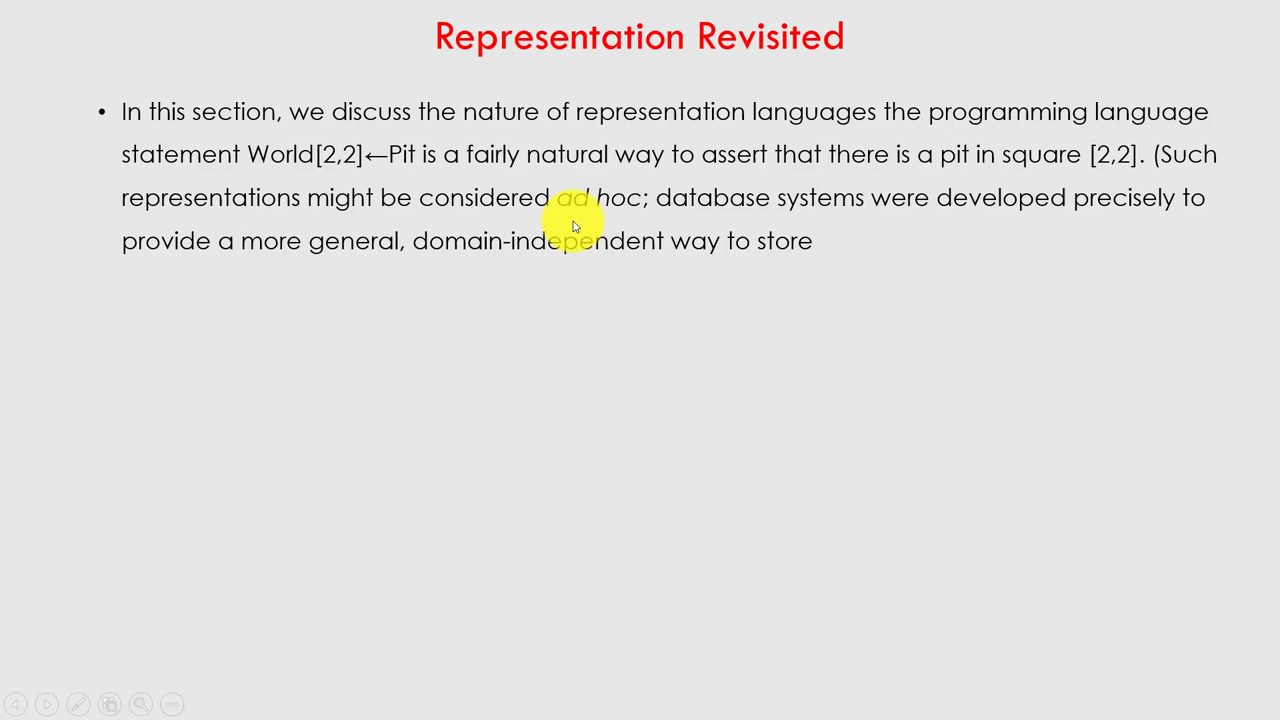 Representation Revisited
• In this section, we discuss the nature of representation languages the programming language
statement World[2,2]←Pit is a fairly natural way to assert that there is a pit in square [2,2]. (Such
representations might be considered ad hoc; database systems were developed precisely to
provide a more general, domain-independent way to store